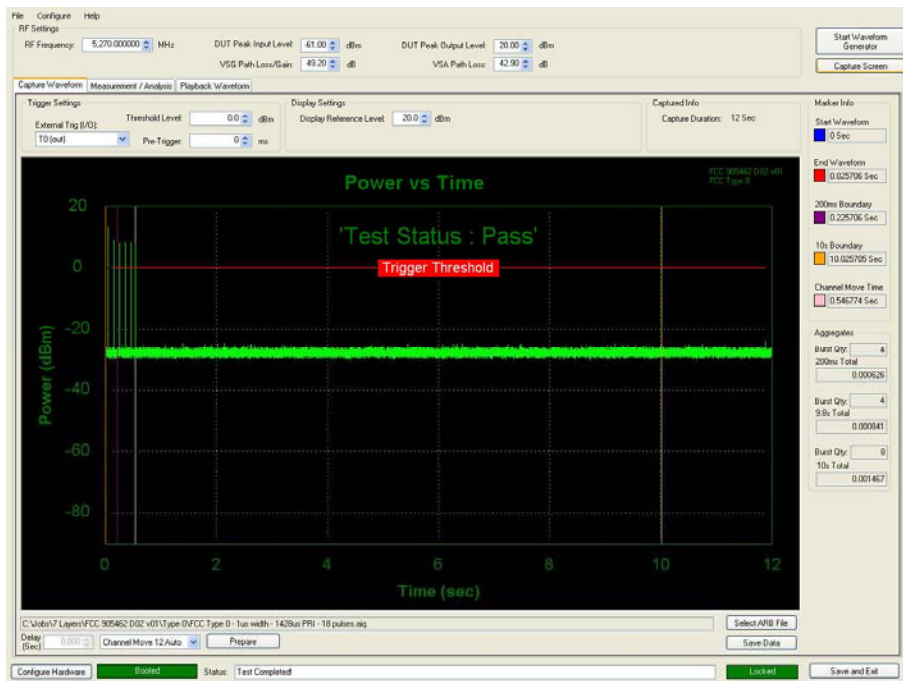 File Configure Help
RF Settings
RF Frequency: 5,270.000000 MHz DUT Peak Input Level: -61.00 dBm DUT Peak Output Level: 20.00 dBm
VSG Path Loss/Gain: 49.20 dB VSA Path Loss: 42.90 dB
Start Waveform Generator
Capture Screen
Capture Waveform Measurement / Analysis Playback Waveform
Trigger Settings
External Trig (I/O): Threshold Level: 0.0 dBm
T0 (out) Pre-Trigger: 0 ms
Display Settings
Display Reference Level: 20.0 dBm
Captured Info
Capture Duration: 12 Sec
Power vs Time
FCC 905462 D02 v01
FCC Type 0
'Test Status : Pass'
Trigger Threshold
Power (dBm)
20
0
-20
-40
-60
-80
0 2 4 6 8 10 12
Time (sec)
Marker Info
Start Waveform
0 Sec
End Waveform
0.025706 Sec
200ms Boundary
0.225706 Sec
10s Boundary
10.025705 Sec
Channel Move Time
0.546774 Sec
Aggregates
Burst Qty: 4
200ms Total
0.000626
Burst Qty: 4
9.8s Total
0.000841
Burst Qty: 8
10s Total
0.001467
C:\Jobs\7 Layers\FCC 905462 D02 v01\Type 0\FCC Type 0 - 1us width - 1428us PRI - 18 pulses.aiq
Select ARB File
Delay (Sec) 0.000 Channel Move 12 Auto Prepare Save Data
Configure Hardware Booted Status: Test Completed! Locked Save and Exit